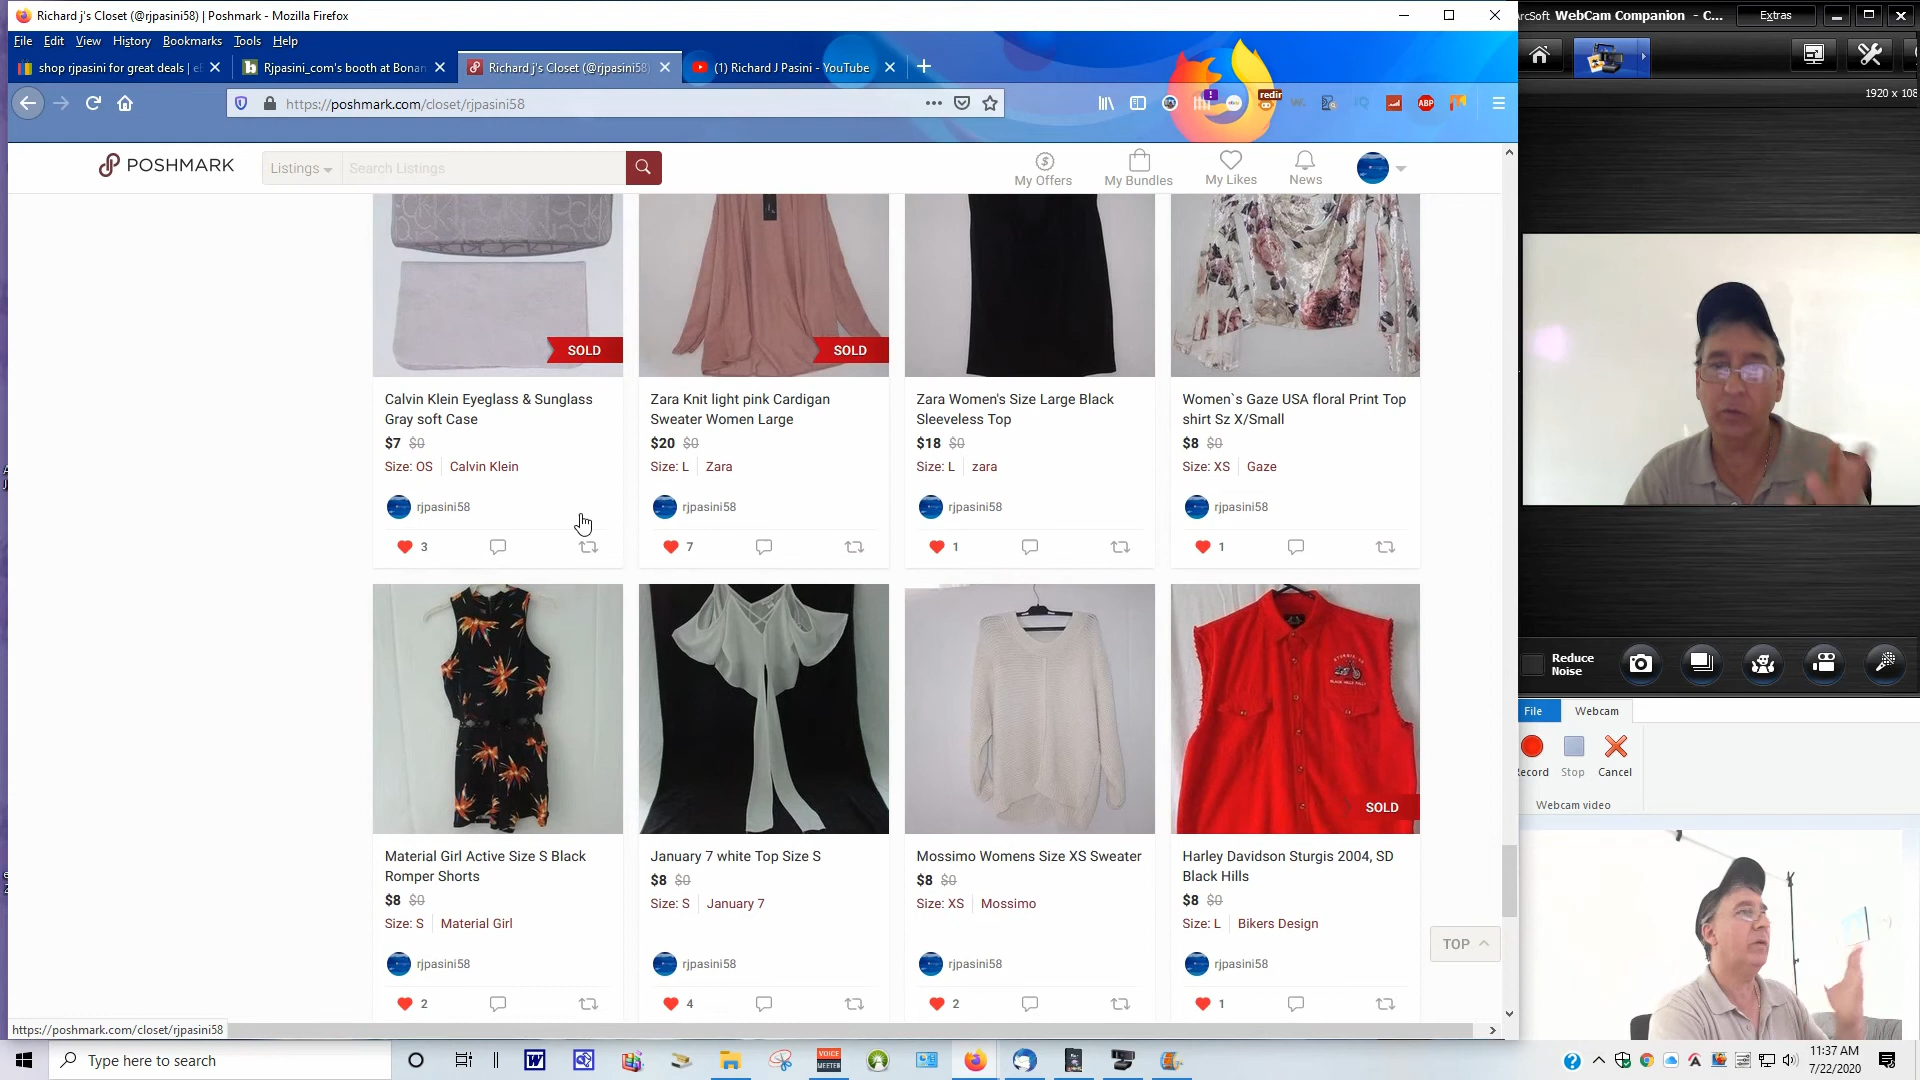 Richard j's Closet (@rjpasini58) | Poshmark - Mozilla Firefox
File Edit View History Bookmarks Tools Help
shop rjpasini for great deals | e
Rjpasini_com's booth at Bonan
Richard j's Closet (@rjpasini58)
(1) Richard J Pasini - YouTube
https://poshmark.com/closet/rjpasini58
redir
ABP
POSHMARK
Listings
Search Listings
My Offers
My Bundles
My Likes
News
SOLD
SOLD
Calvin Klein Eyeglass & Sunglass
Gray soft Case
$7 $0
Size: OS Calvin Klein
rjpasini58
3
Zara Knit light pink Cardigan
Sweater Women Large
$20 $0
Size: L Zara
rjpasini58
7
Zara Women's Size Large Black
Sleeveless Top
$18 $0
Size: L zara
rjpasini58
1
Women`s Gaze USA floral Print Top
shirt Sz X/Small
$8 $0
Size: XS Gaze
rjpasini58
1
SOLD
Material Girl Active Size S Black
Romper Shorts
$8 $0
Size: S Material Girl
rjpasini58
2
January 7 white Top Size S
$8 $0
Size: S January 7
rjpasini58
4
Mossimo Womens Size XS Sweater
$8 $0
Size: XS Mossimo
rjpasini58
2
Harley Davidson Sturgis 2004, SD
Black Hills
$8 $0
Size: L Bikers Design
rjpasini58
1
TOP
https://poshmark.com/closet/rjpasini58
ArcSoft WebCam Companion - C...
Extras
1920 x 108
Reduce
Noise
File
Webcam
Record Stop Cancel
Webcam video
Type here to search
VOICE
MEETER
11:37 AM
7/22/2020